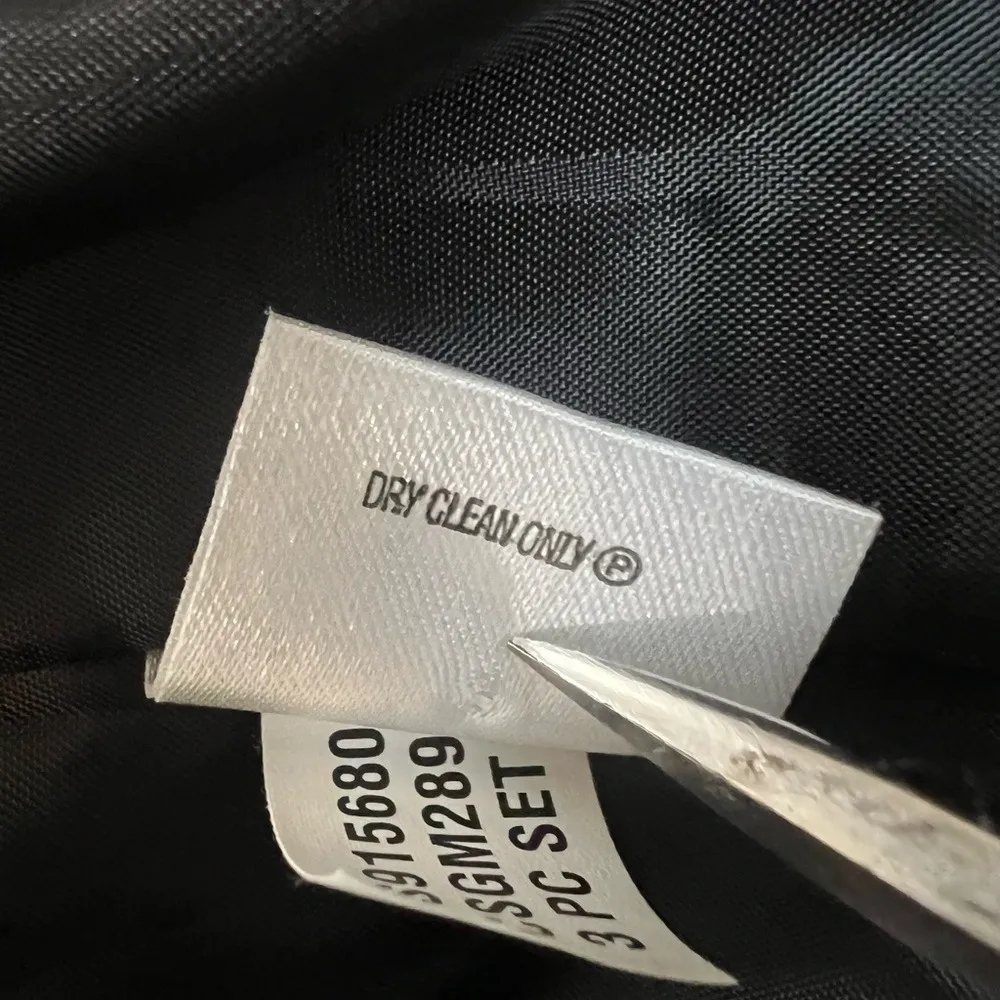 DRY CLEAN ONLY Ⓟ
915680
SGM289
3 PC SET